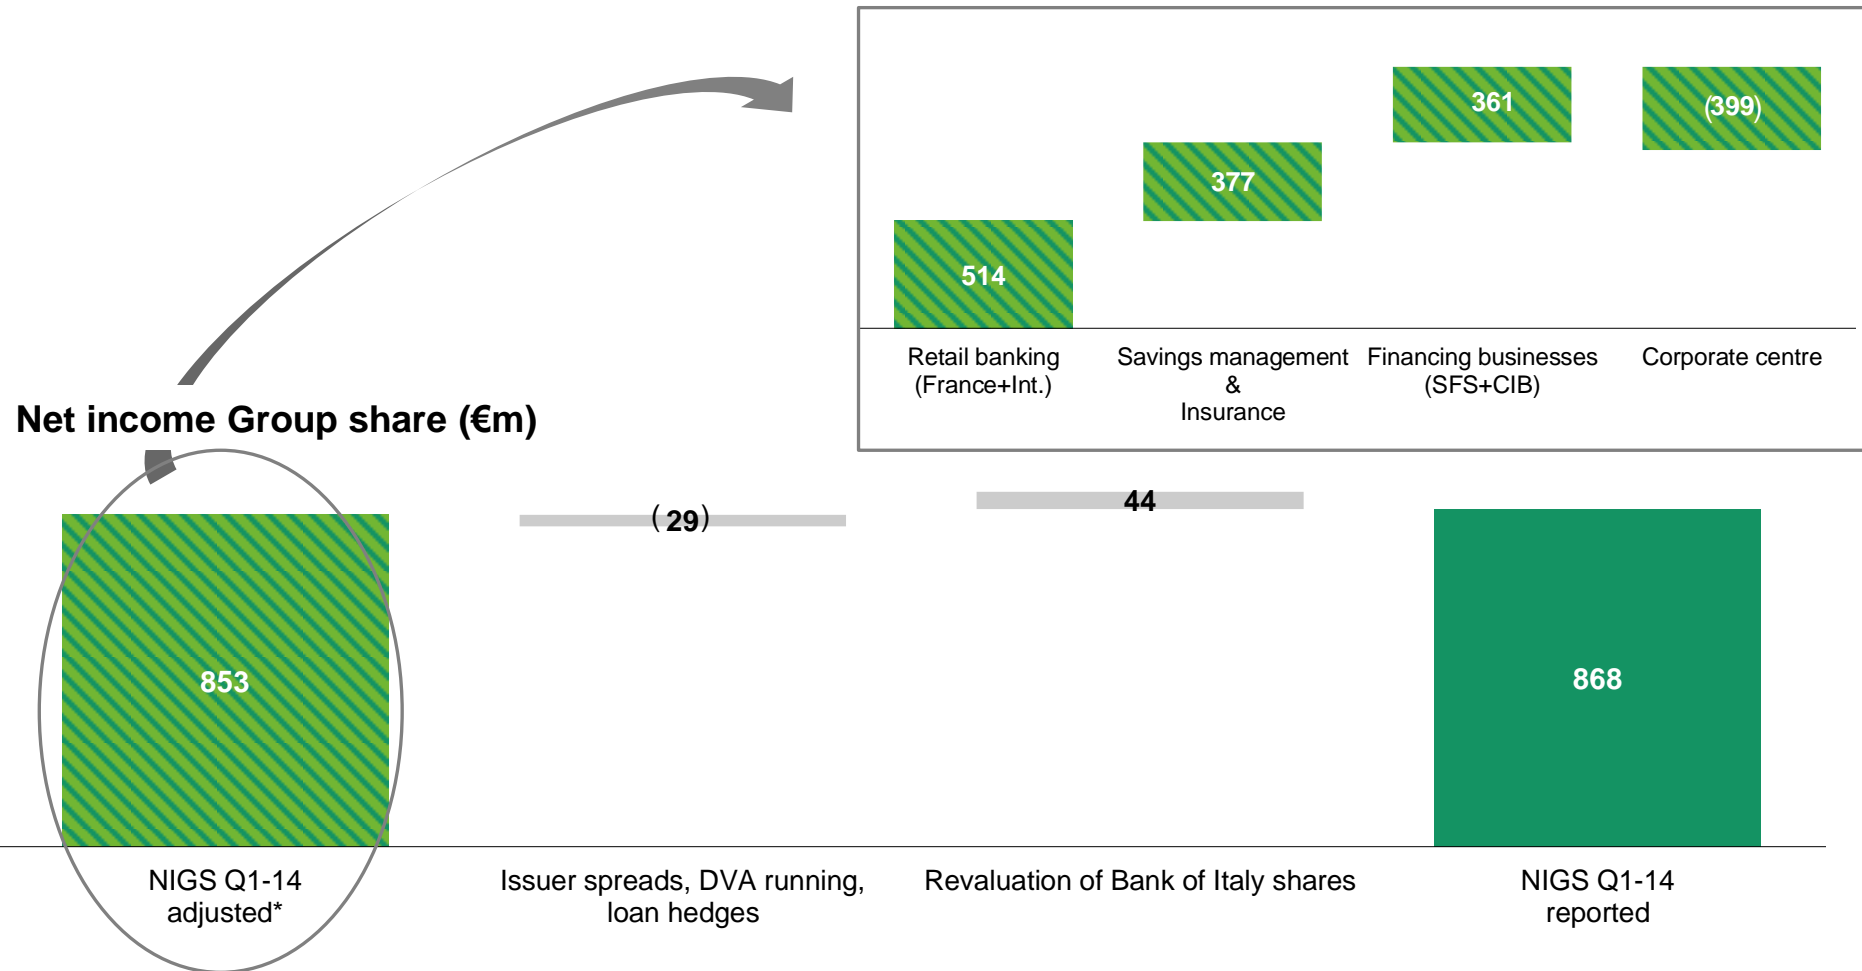 361
(399)
377
514
Retail banking
(France+Int.)
Savings management
&
Insurance
Financing businesses
(SFS+CIB)
Corporate centre
Net income Group share (€m)
(29)
44
853
868
NIGS Q1-14
adjusted*
Issuer spreads, DVA running,
loan hedges
Revaluation of Bank of Italy shares
NIGS Q1-14
reported